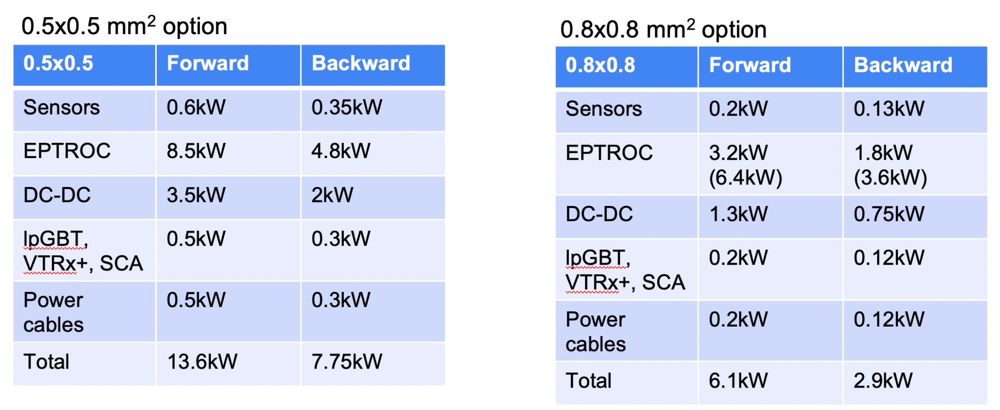 0.5x0.5 mm² option
0.5x0.5 Forward Backward
Sensors 0.6kW 0.35kW
EPTROC 8.5kW 4.8kW
DC-DC 3.5kW 2kW
lpGBT, 0.5kW 0.3kW
VTRx+, SCA
Power 0.5kW 0.3kW
cables
Total 13.6kW 7.75kW
0.8x0.8 mm² option
0.8x0.8 Forward Backward
Sensors 0.2kW 0.13kW
EPTROC 3.2kW 1.8kW
(6.4kW) (3.6kW)
DC-DC 1.3kW 0.75kW
lpGBT, 0.2kW 0.12kW
VTRx+, SCA
Power 0.2kW 0.12kW
cables
Total 6.1kW 2.9kW